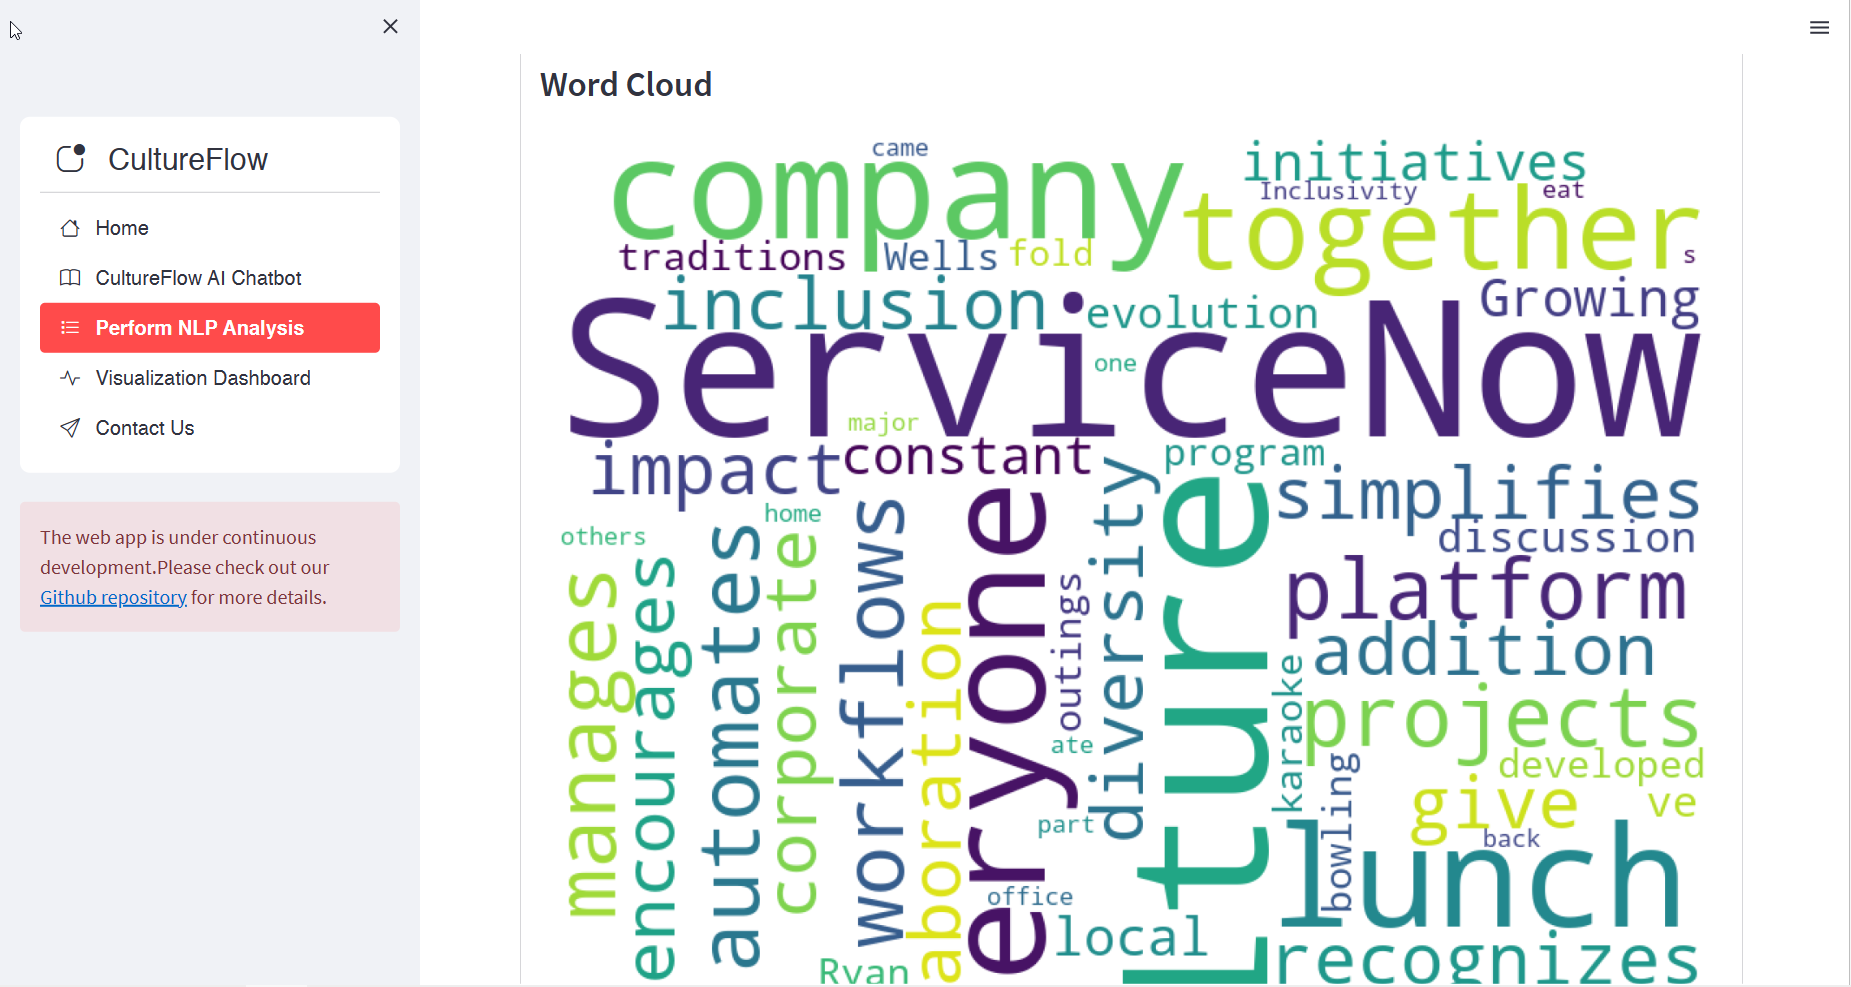 CultureFlow
Home
CultureFlow AI Chatbot
Perform NLP Analysis
Visualization Dashboard
Contact Us
The web app is under continuous
development.Please check out our
Github repository for more details.
Word Cloud
came
company
initiatives
Inclusivity
eat
together
traditions
Wells
fold
s
inclusion
evolution
Growing
ServiceNow
one
major
constant
program
impact
simplifies
home
others
discussion
manages
encourages
automates
corporate
workflows
aboration
eryone
outings
diversity
lture
platform
addition
karaoke
projects
ate
developed
bowling
give
ve
part
back
lunch
office
local
recognizes
Ryan